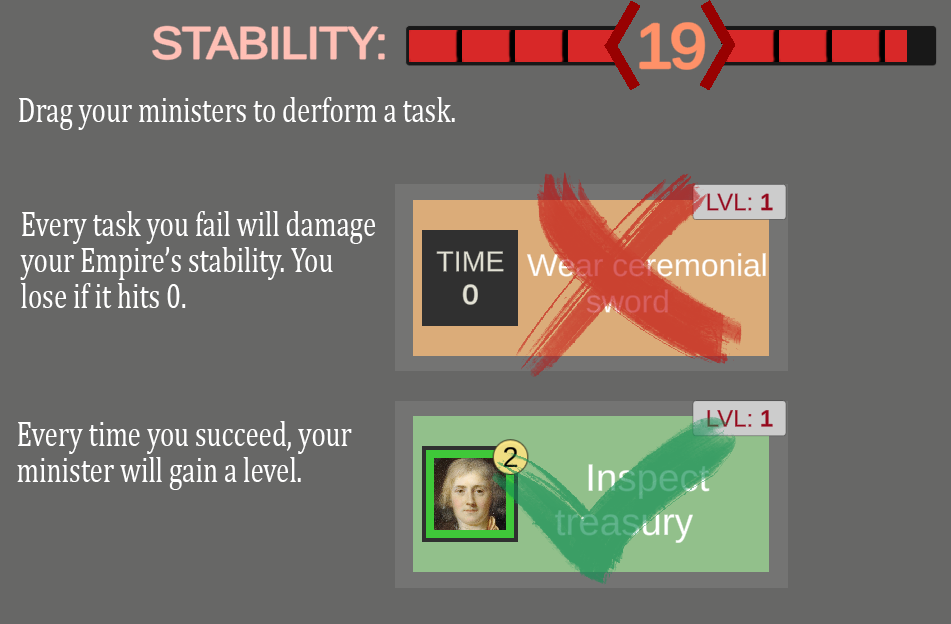 STABILITY: 19
Drag your ministers to derform a task.
LVL: 1
Every task you fail will damage
your Empire's stability. You
lose if it hits 0.
TIME
0
Wear ceremonial
sword
LVL: 1
Every time you succeed, your
minister will gain a level.
2
Inspect
treasury